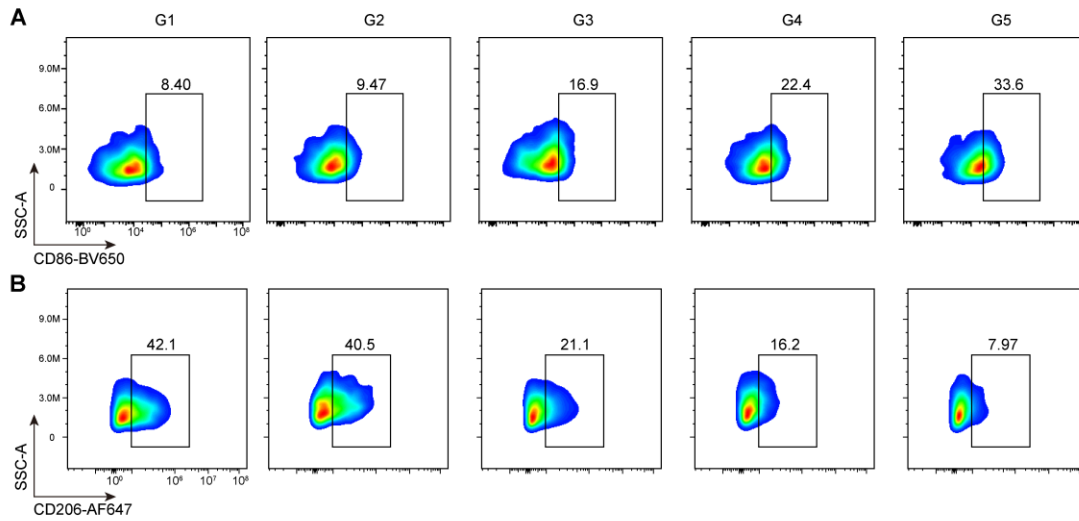 A
G1 G2 G3 G4 G5
8.40 9.47 16.9 22.4 33.6
9.0M
6.0M
3.0M
0
SSC-A
10⁰ 10⁴ 10⁶ 10⁸
CD86-BV650
B
42.1 40.5 21.1 16.2 7.97
9.0M
6.0M
3.0M
0
SSC-A
10⁶ 10⁷ 10⁸
CD206-AF647